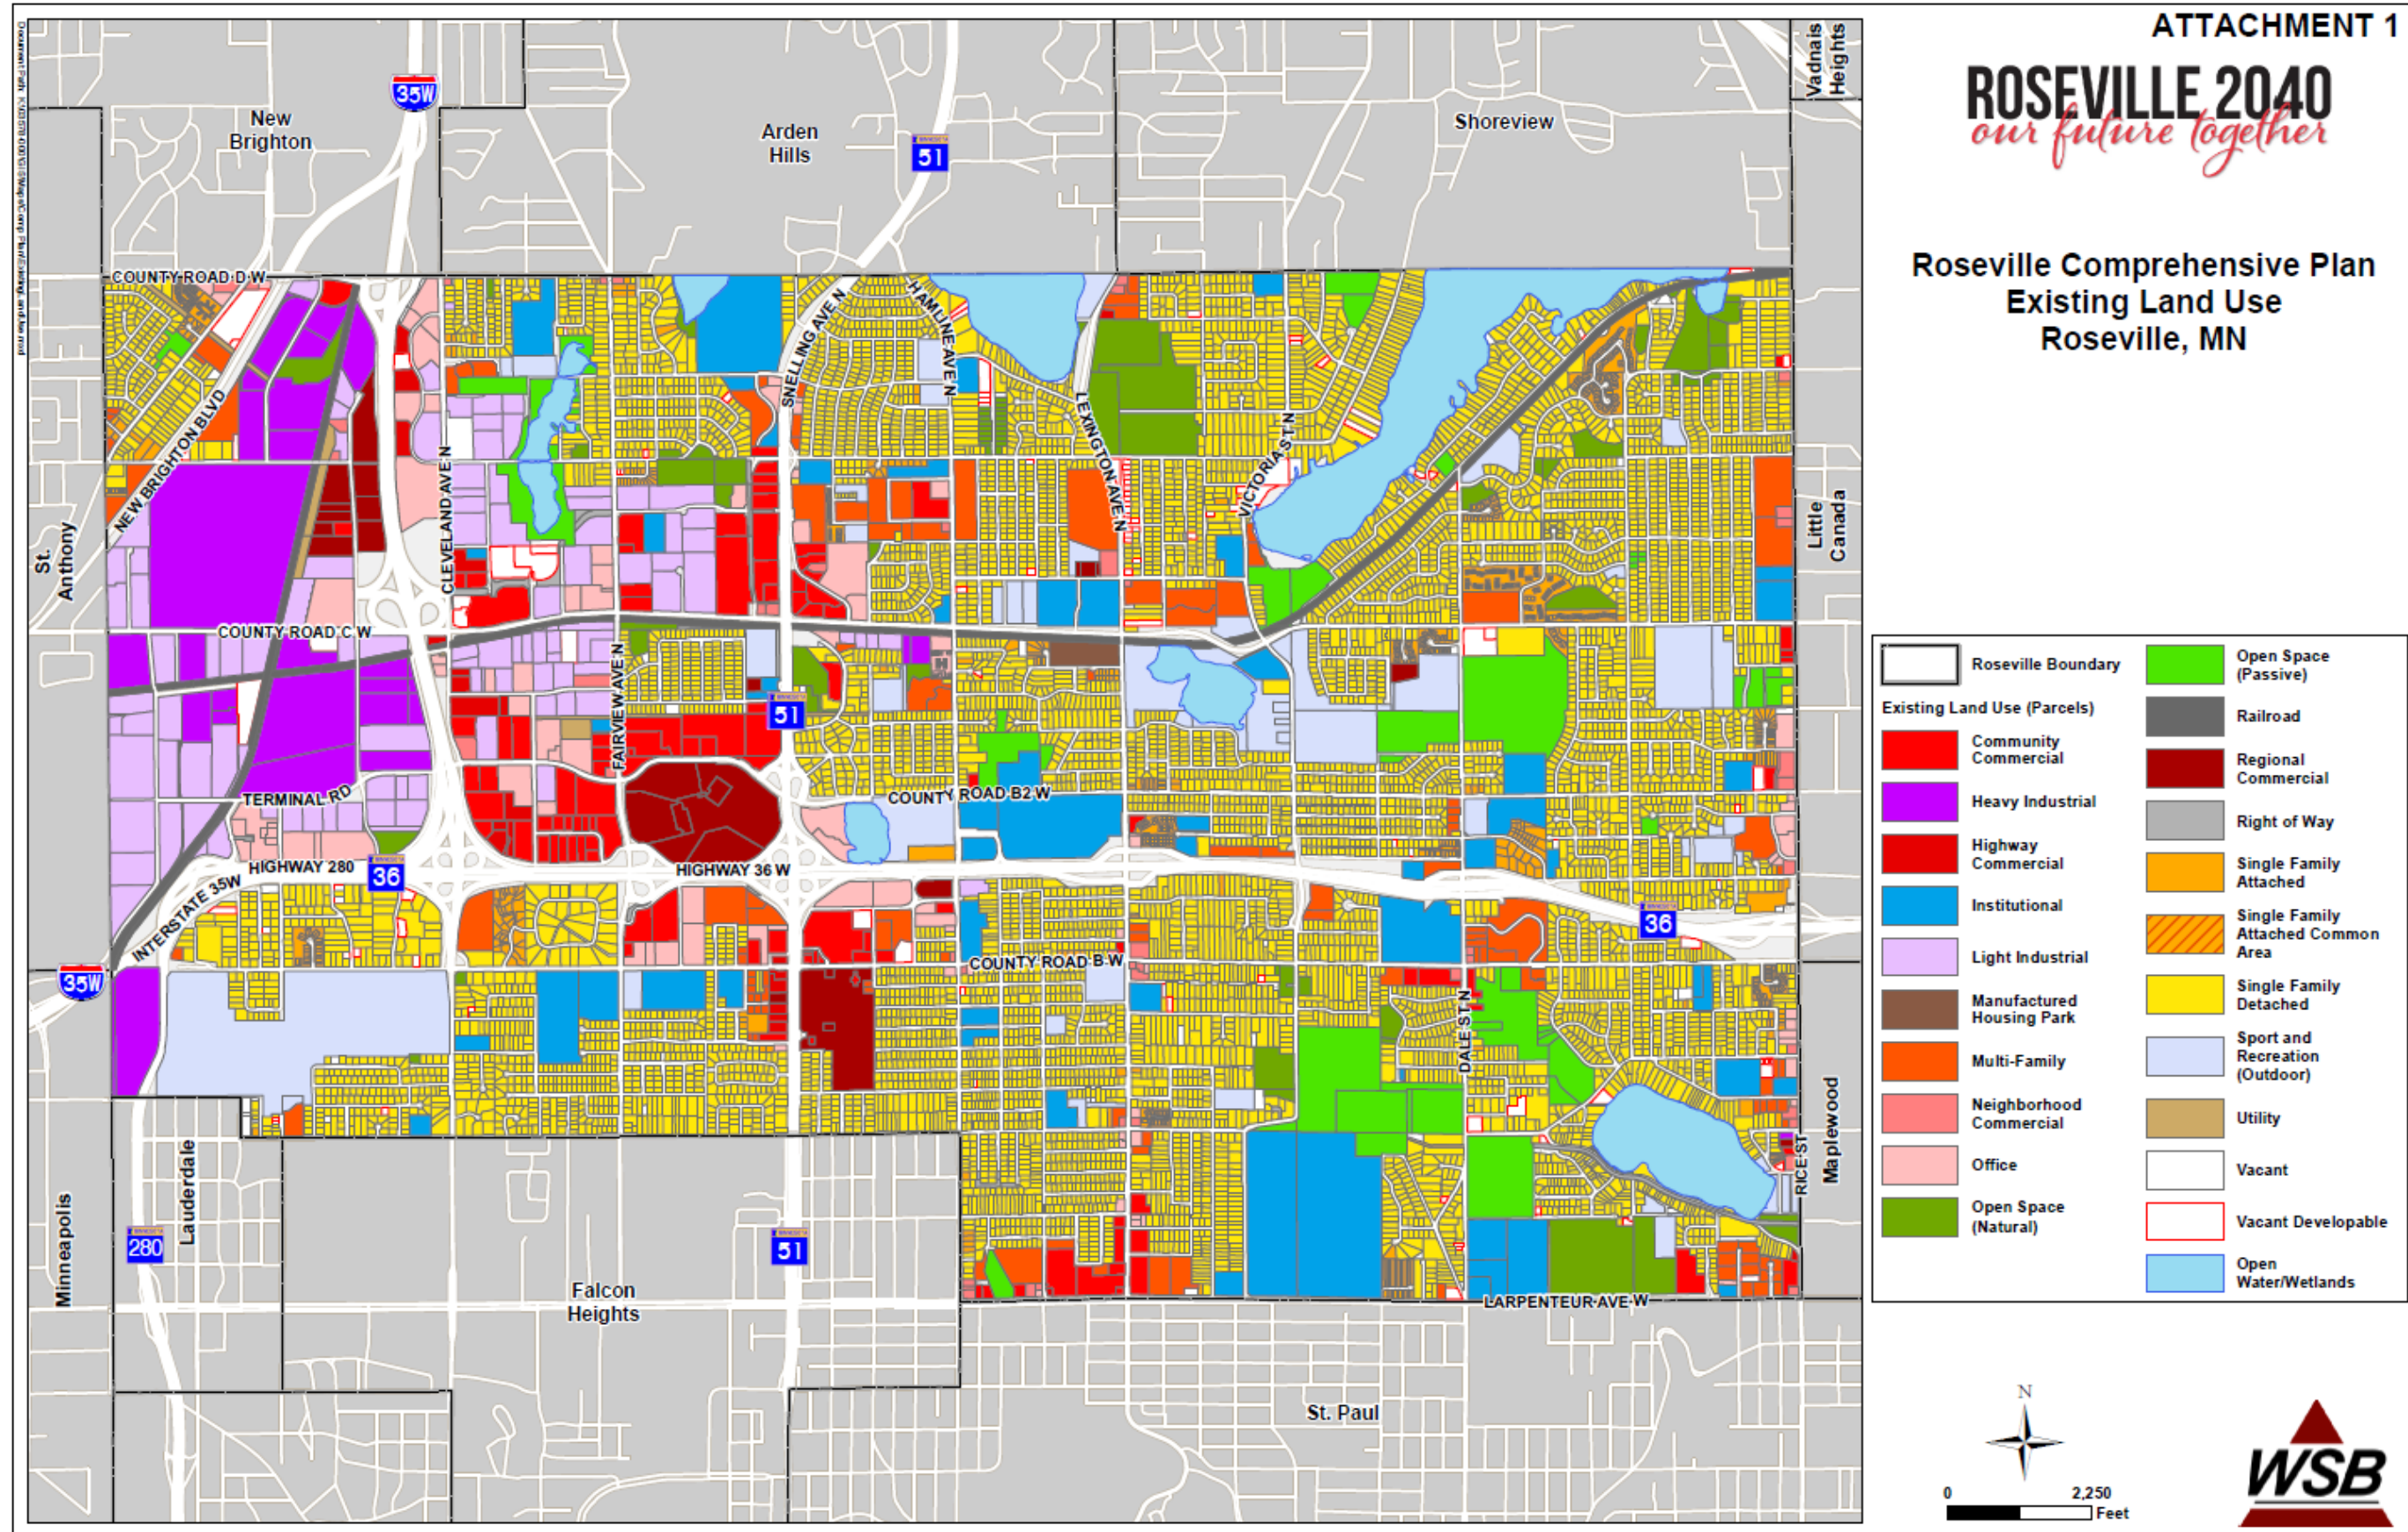 ATTACHMENT 1
ROSEVILLE 2040
our future together
Roseville Comprehensive Plan
Existing Land Use
Roseville, MN
New
Brighton
35W
Arden
Hills
51
Shoreview
Vadnais
Heights
COUNTY ROAD D W
SNELLING AVE N
HAMLINE AVE N
LEXINGTON AVE N
VICTORIA ST N
NEW BRIGHTON BLVD
CLEVELAND AVE N
St.
Anthony
Little
Canada
COUNTY ROAD C W
FAIRVIEW AVE N
51
TERMINAL RD
COUNTY ROAD B2 W
HIGHWAY 280
36
HIGHWAY 36 W
INTERSTATE 35W
36
35W
COUNTY ROAD B W
DALE ST N
RICE ST
Maplewood
Minneapolis
Lauderdale
280
51
Falcon
Heights
LARPENTEUR AVE W
St. Paul
Roseville Boundary
Existing Land Use (Parcels)
Community
Commercial
Heavy Industrial
Highway
Commercial
Institutional
Light Industrial
Manufactured
Housing Park
Multi-Family
Neighborhood
Commercial
Office
Open Space
(Natural)
Open Space
(Passive)
Railroad
Regional
Commercial
Right of Way
Single Family
Attached
Single Family
Attached Common
Area
Single Family
Detached
Sport and
Recreation
(Outdoor)
Utility
Vacant
Vacant Developable
Open
Water/Wetlands
N
0 2,250
Feet
WSB